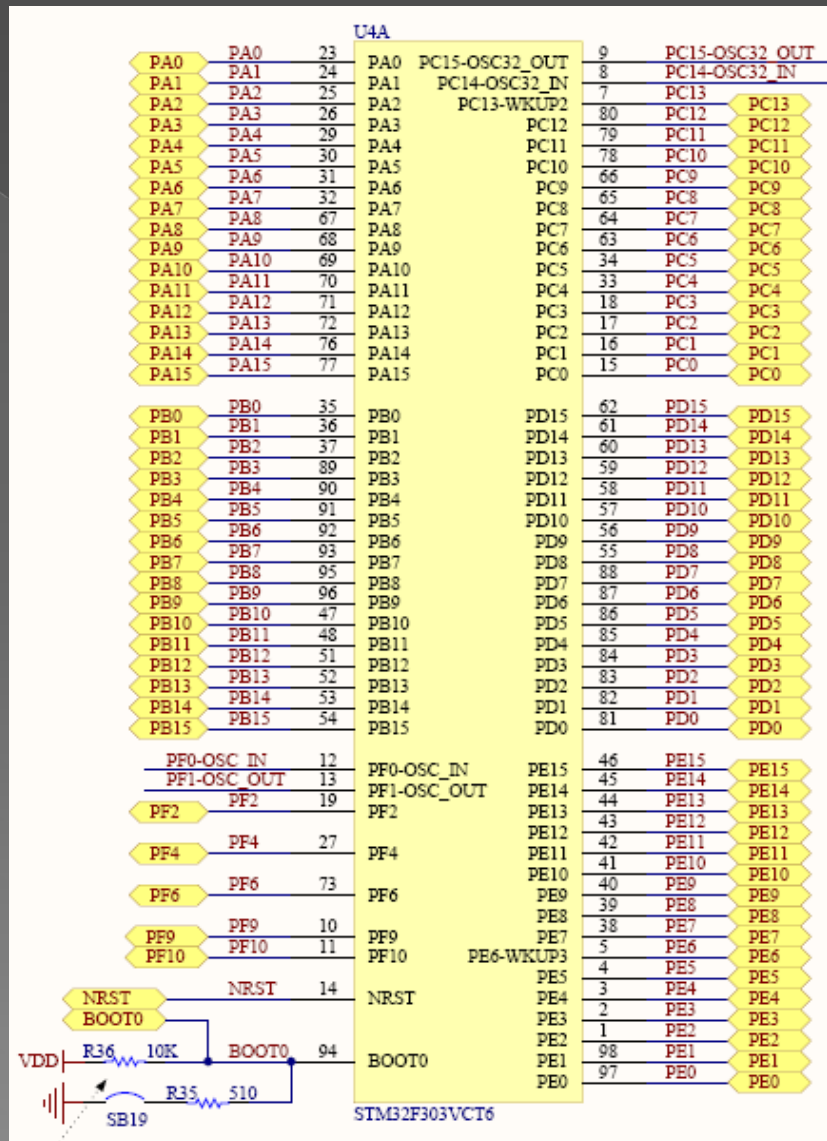 U4A
PA0 PA0 23 PA0 PC15-OSC32_OUT 9 PC15-OSC32_OUT
PA1 PA1 24 PA1 PC14-OSC32_IN 8 PC14-OSC32_IN
PA2 PA2 25 PA2 PC13-WKUP2 7 PC13 PC13
PA3 PA3 26 PA3 PC12 80 PC12 PC12
PA4 PA4 29 PA4 PC11 79 PC11 PC11
PA5 PA5 30 PA5 PC10 78 PC10 PC10
PA6 PA6 31 PA6 PC9 66 PC9 PC9
PA7 PA7 32 PA7 PC8 65 PC8 PC8
PA8 PA8 67 PA8 PC7 64 PC7 PC7
PA9 PA9 68 PA9 PC6 63 PC6 PC6
PA10 PA10 69 PA10 PC5 34 PC5 PC5
PA11 PA11 70 PA11 PC4 33 PC4 PC4
PA12 PA12 71 PA12 PC3 18 PC3 PC3
PA13 PA13 72 PA13 PC2 17 PC2 PC2
PA14 PA14 76 PA14 PC1 16 PC1 PC1
PA15 PA15 77 PA15 PC0 15 PC0 PC0
PB0 PB0 35 PB0 PD15 62 PD15 PD15
PB1 PB1 36 PB1 PD14 61 PD14 PD14
PB2 PB2 37 PB2 PD13 60 PD13 PD13
PB3 PB3 89 PB3 PD12 59 PD12 PD12
PB4 PB4 90 PB4 PD11 58 PD11 PD11
PB5 PB5 91 PB5 PD10 57 PD10 PD10
PB6 PB6 92 PB6 PD9 56 PD9 PD9
PB7 PB7 93 PB7 PD8 55 PD8 PD8
PB8 PB8 95 PB8 PD7 88 PD7 PD7
PB9 PB9 96 PB9 PD6 87 PD6 PD6
PB10 PB10 47 PB10 PD5 86 PD5 PD5
PB11 PB11 48 PB11 PD4 85 PD4 PD4
PB12 PB12 51 PB12 PD3 84 PD3 PD3
PB13 PB13 52 PB13 PD2 83 PD2 PD2
PB14 PB14 53 PB14 PD1 82 PD1 PD1
PB15 PB15 54 PB15 PD0 81 PD0 PD0
PF0-OSC_IN 12 PF0-OSC_IN PE15 46 PE15 PE15
PF1-OSC_OUT 13 PF1-OSC_OUT PE14 45 PE14 PE14
PF2 PF2 19 PF2 PE13 44 PE13 PE13
PE12 43 PE12 PE12
PF4 PF4 27 PF4 PE11 42 PE11 PE11
PE10 41 PE10 PE10
PF6 PF6 73 PF6 PE9 40 PE9 PE9
PE8 39 PE8 PE8
PF9 PF9 10 PF9 PE7 38 PE7 PE7
PF10 PF10 11 PF10 PE6-WKUP3 5 PE6 PE6
PE5 4 PE5 PE5
NRST NRST 14 NRST PE4 3 PE4 PE4
BOOT0 PE3 2 PE3 PE3
PE2 1 PE2 PE2
VDD R36 10K BOOT0 94 BOOT0 PE1 98 PE1 PE1
PE0 97 PE0 PE0
SB19 R35 510
STM32F303VCT6